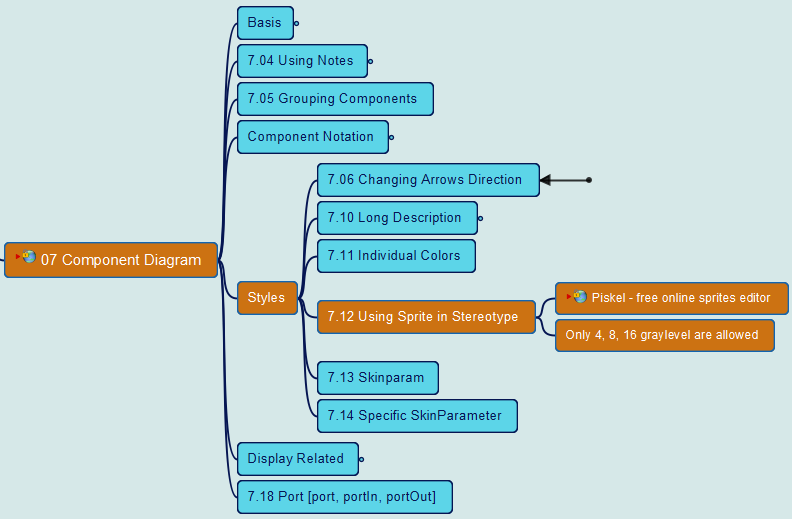 Basis
7.04 Using Notes
7.05 Grouping Components
Component Notation
7.06 Changing Arrows Direction
7.10 Long Description
7.11 Individual Colors
07 Component Diagram
Styles
7.12 Using Sprite in Stereotype
Piskel - free online sprites editor
Only 4, 8, 16 graylevel are allowed
7.13 Skinparam
7.14 Specific SkinParameter
Display Related
7.18 Port [port, portIn, portOut]